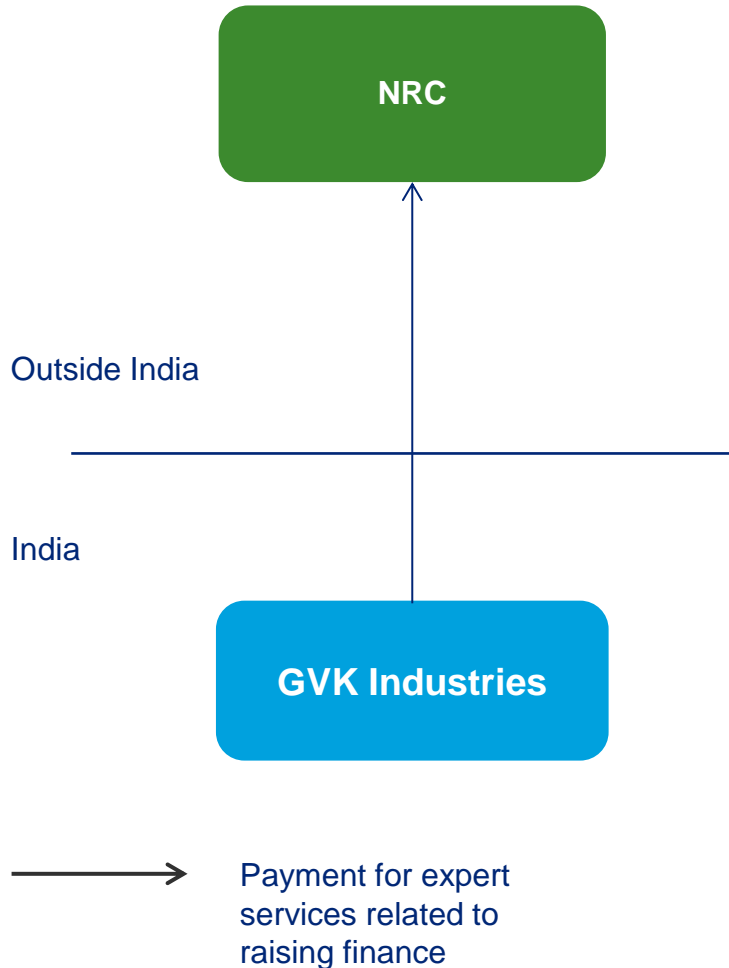 NRC
Outside India
India
GVK Industries
Payment for expert
services related to
raising finance